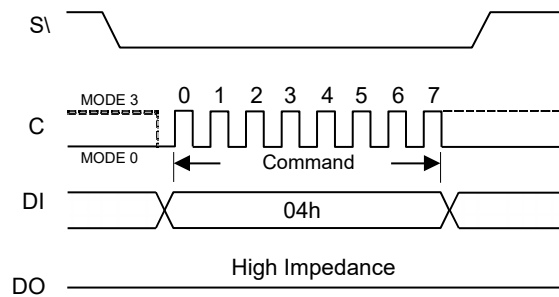 S\
MODE 3
0 1 2 3 4 5 6 7
C
MODE 0
Command
DI
04h
High Impedance
DO